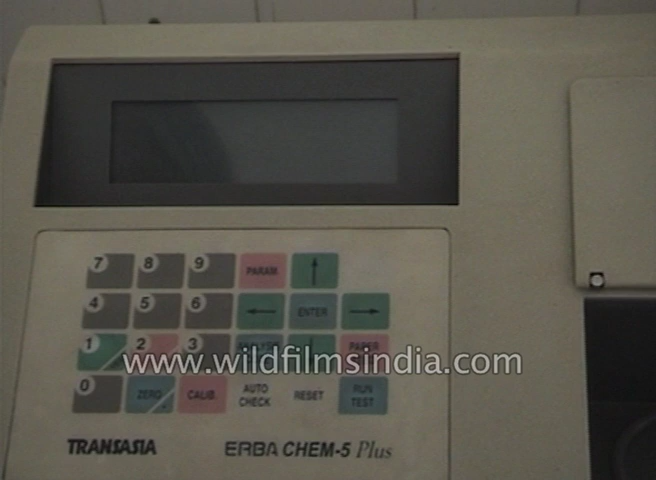 7 8 9 PARAM.
4 5 6 ENTER
1 2 3 PAPER
www.wildfilmsindia.com
0 ZERO CALIB. AUTO CHECK RESET RUN TEST
TRANSASIA ERBA CHEM-5 Plus